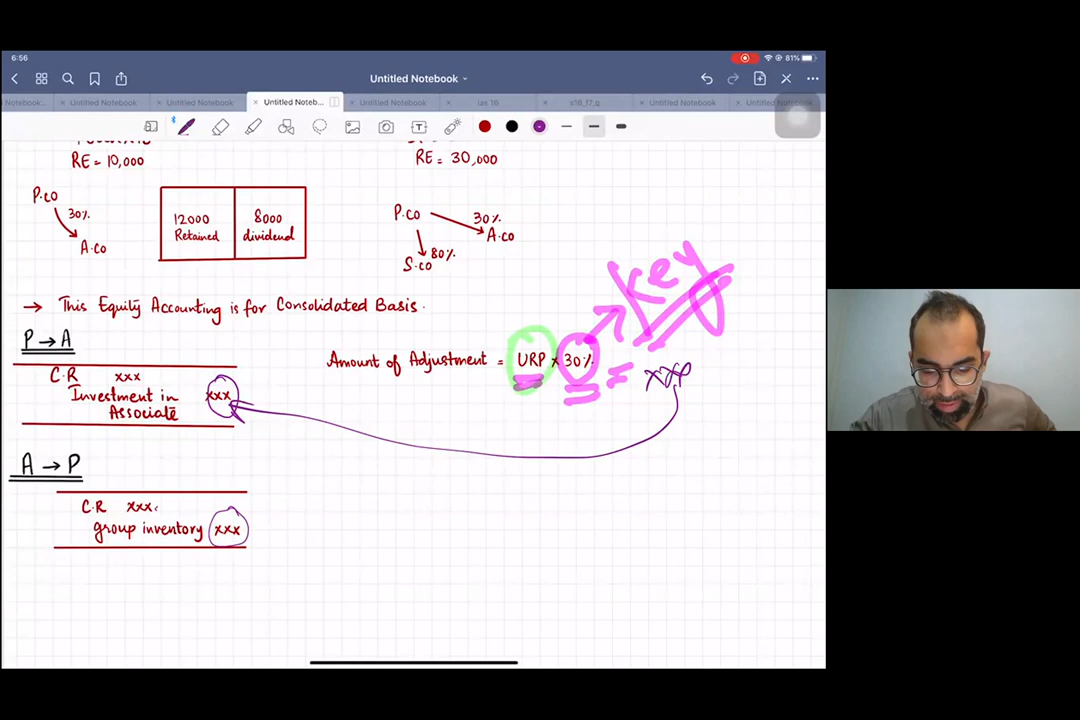 6:56
81%
Untitled Notebook
Notebook... Untitled Notebook Untitled Notebook Untitled Noteb... Untitled Notebook ias 16 s16_17_q Untitled Notebook
RE = 10,000
RE = 30,000
P.co
30%
A.co
12000
Retained
8000
dividend
P.co
30%
A.co
80%
S.co
→ This Equity Accounting is for Consolidated Basis.
key
P → A
Amount of Adjustment = URP × 30% = xxx
C.R xxx
Investment in
Associate xxx
A → P
C.R xxx
group inventory xxx